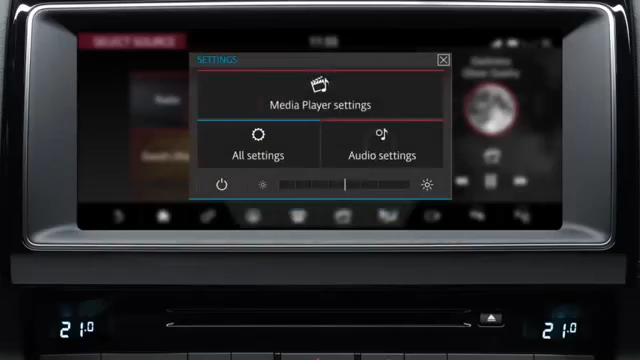 SELECT SOURCE
SETTINGS
Media Player settings
All settings
Audio settings
21.0
21.0